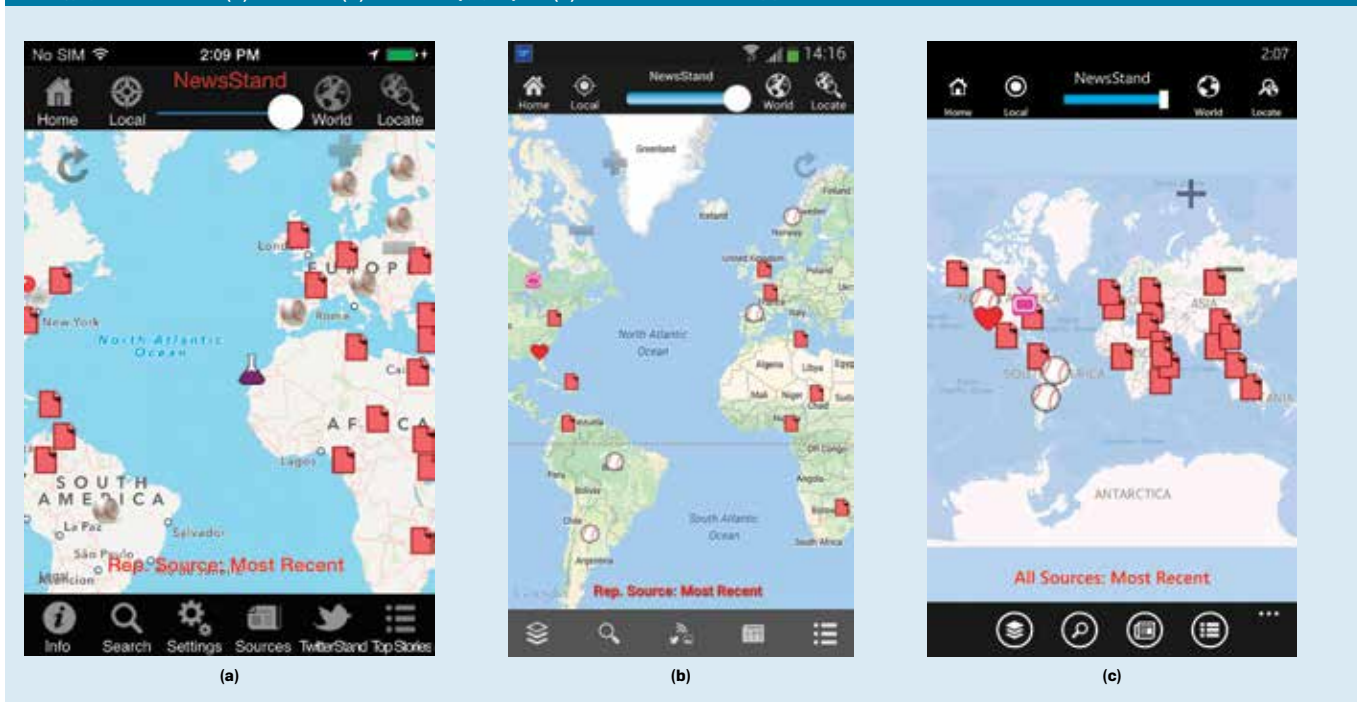 No SIM 2:09 PM
NewsStand
Home Local World Locate
London
EUROPE
Roma
New York
North Atlantic
Ocean
AFRICA
Lagos
SOUTH
AMERICA
La Paz
Salvador
São Paulo
Rep. Source: Most Recent
Info Search Settings Sources TwitterStand Top Stories
(a)
14:16
NewsStand
Home Local World Locate
Greenland
Iceland
Finland
Sweden
Norway
United Kingdom
Poland
Italy
North Atlantic
Ocean
Algeria Libya
Mali Niger Chad
Venezuela
DR Congo
Peru
Angola
Bolivia
Chile
South Atlantic
Ocean
South Africa
Argentina
Rep. Source: Most Recent
(b)
2:07
NewsStand
Home Local World Locate
ASIA
ANTARCTICA
All Sources: Most Recent
(c)